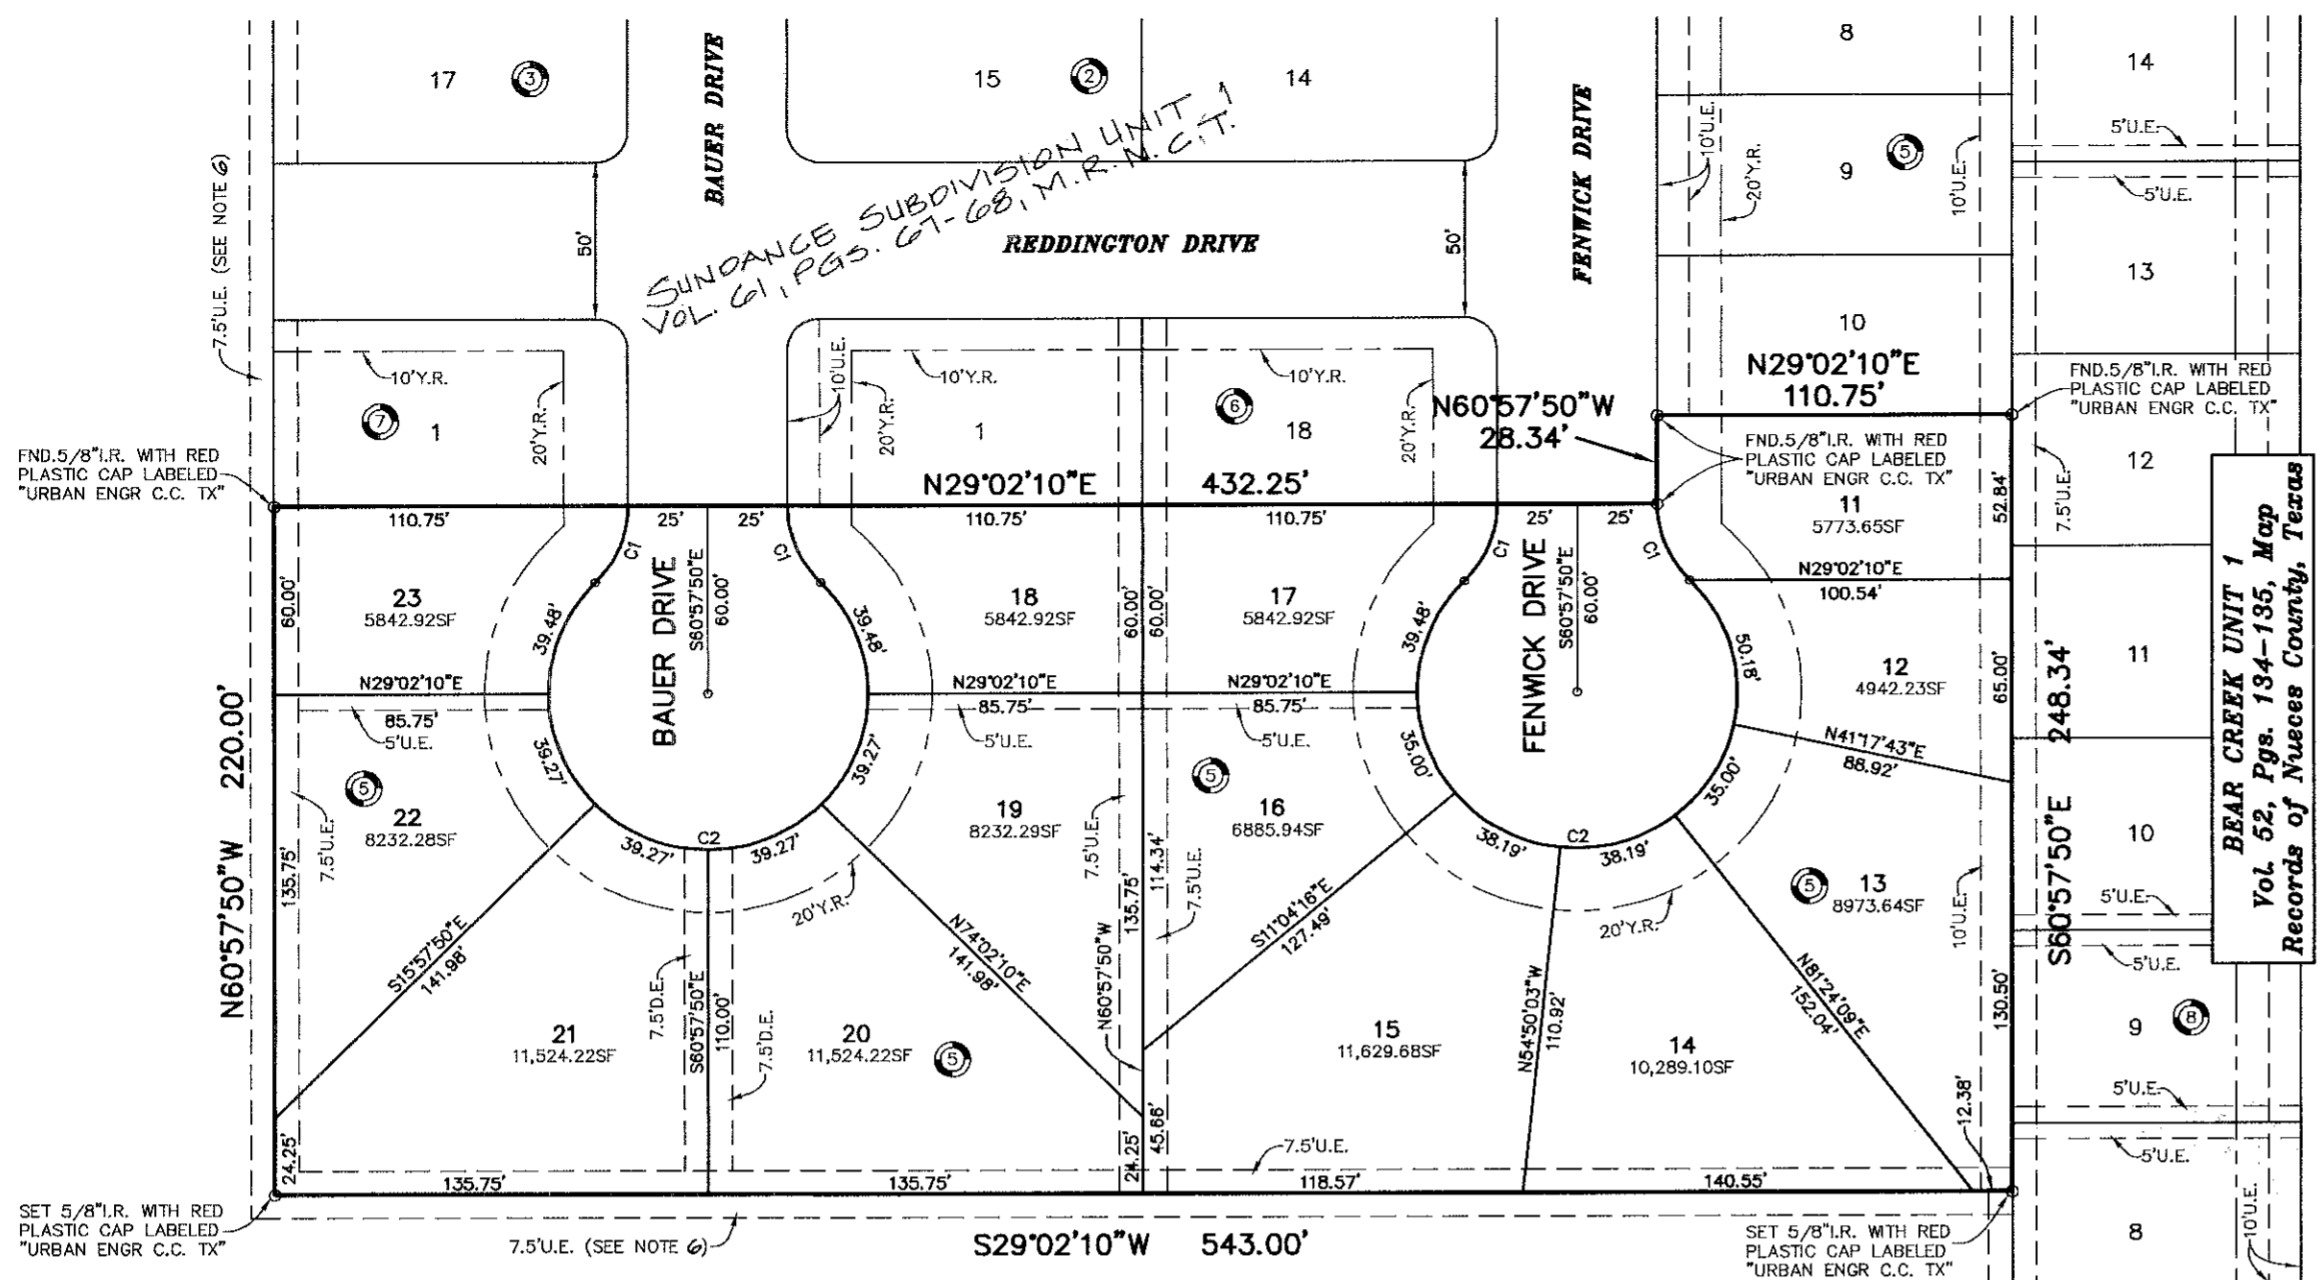 17
3
BAUER DRIVE
15
2
14
FENWICK DRIVE
8
14
10'U.E.
20'Y.R.
9
5
10'U.E.
5'U.E.
5'U.E.
7.5'U.E. (SEE NOTE 6)
SUNDANCE SUBDIVISION UNIT 1
VOL. 61, PGS. 67-68, M.R.N.C.T.
50'
REDDINGTON DRIVE
50'
13
10
10'Y.R.
20'Y.R.
7
1
10'U.E.
20'Y.R.
10'Y.R.
1
10'Y.R.
6
18
20'Y.R.
N60°57'50"W
28.34'
N29°02'10"E
110.75'
FND.5/8"I.R. WITH RED
PLASTIC CAP LABELED
"URBAN ENGR C.C. TX"
FND.5/8"I.R. WITH RED
PLASTIC CAP LABELED
"URBAN ENGR C.C. TX"
FND.5/8"I.R. WITH RED
PLASTIC CAP LABELED
"URBAN ENGR C.C. TX"
12
N29°02'10"E 432.25'
110.75'
25'
25'
110.75'
110.75'
25'
25'
11
5773.65SF
52.84'
7.5'U.E.
C1
C1
C1
C1
N29°02'10"E
100.54'
60.00'
23
5842.92SF
39.48'
BAUER DRIVE
S60°57'50"E
60.00'
39.48'
18
5842.92SF
60.00'
60.00'
17
5842.92SF
39.48'
FENWICK DRIVE
S60°57'50"E
60.00'
50.18'
12
4942.23SF
65.00'
11
N29°02'10"E
85.75'
5'U.E.
N29°02'10"E
85.75'
5'U.E.
N29°02'10"E
85.75'
5'U.E.
N41°17'43"E
88.92'
N60°57'50"W 220.00'
S60°57'50"E 248.34'
BEAR CREEK UNIT 1
Vol. 52, Pgs. 134-135, Map
Records of Nueces County, Texas
5
22
8232.28SF
135.75'
7.5'U.E.
39.27'
39.27'
C2
39.27'
39.27'
20'Y.R.
19
8232.29SF
7.5'U.E.
135.75'
114.34'
7.5'U.E.
5
16
6885.94SF
35.00'
38.19'
C2
38.19'
35.00'
20'Y.R.
5
13
8973.64SF
10'U.E.
10
5'U.E.
5'U.E.
S15°57'50"E
141.98'
N74°02'10"E
141.98'
S11°04'16"E
127.49'
N81°24'09"E
152.04'
130.50'
21
11,524.22SF
7.5'D.E.
S60°57'50"E
110.00'
7.5'D.E.
20
11,524.22SF
5
N60°57'50"W
15
11,629.68SF
N54°50'03"W
110.92'
14
10,289.10SF
9
8
5'U.E.
5'U.E.
24.25'
135.75'
135.75'
24.25'
45.66'
7.5'U.E.
118.57'
140.55'
12.38'
SET 5/8"I.R. WITH RED
PLASTIC CAP LABELED
"URBAN ENGR C.C. TX"
7.5'U.E. (SEE NOTE 6)
S29°02'10"W 543.00'
SET 5/8"I.R. WITH RED
PLASTIC CAP LABELED
"URBAN ENGR C.C. TX"
8
10'U.E.